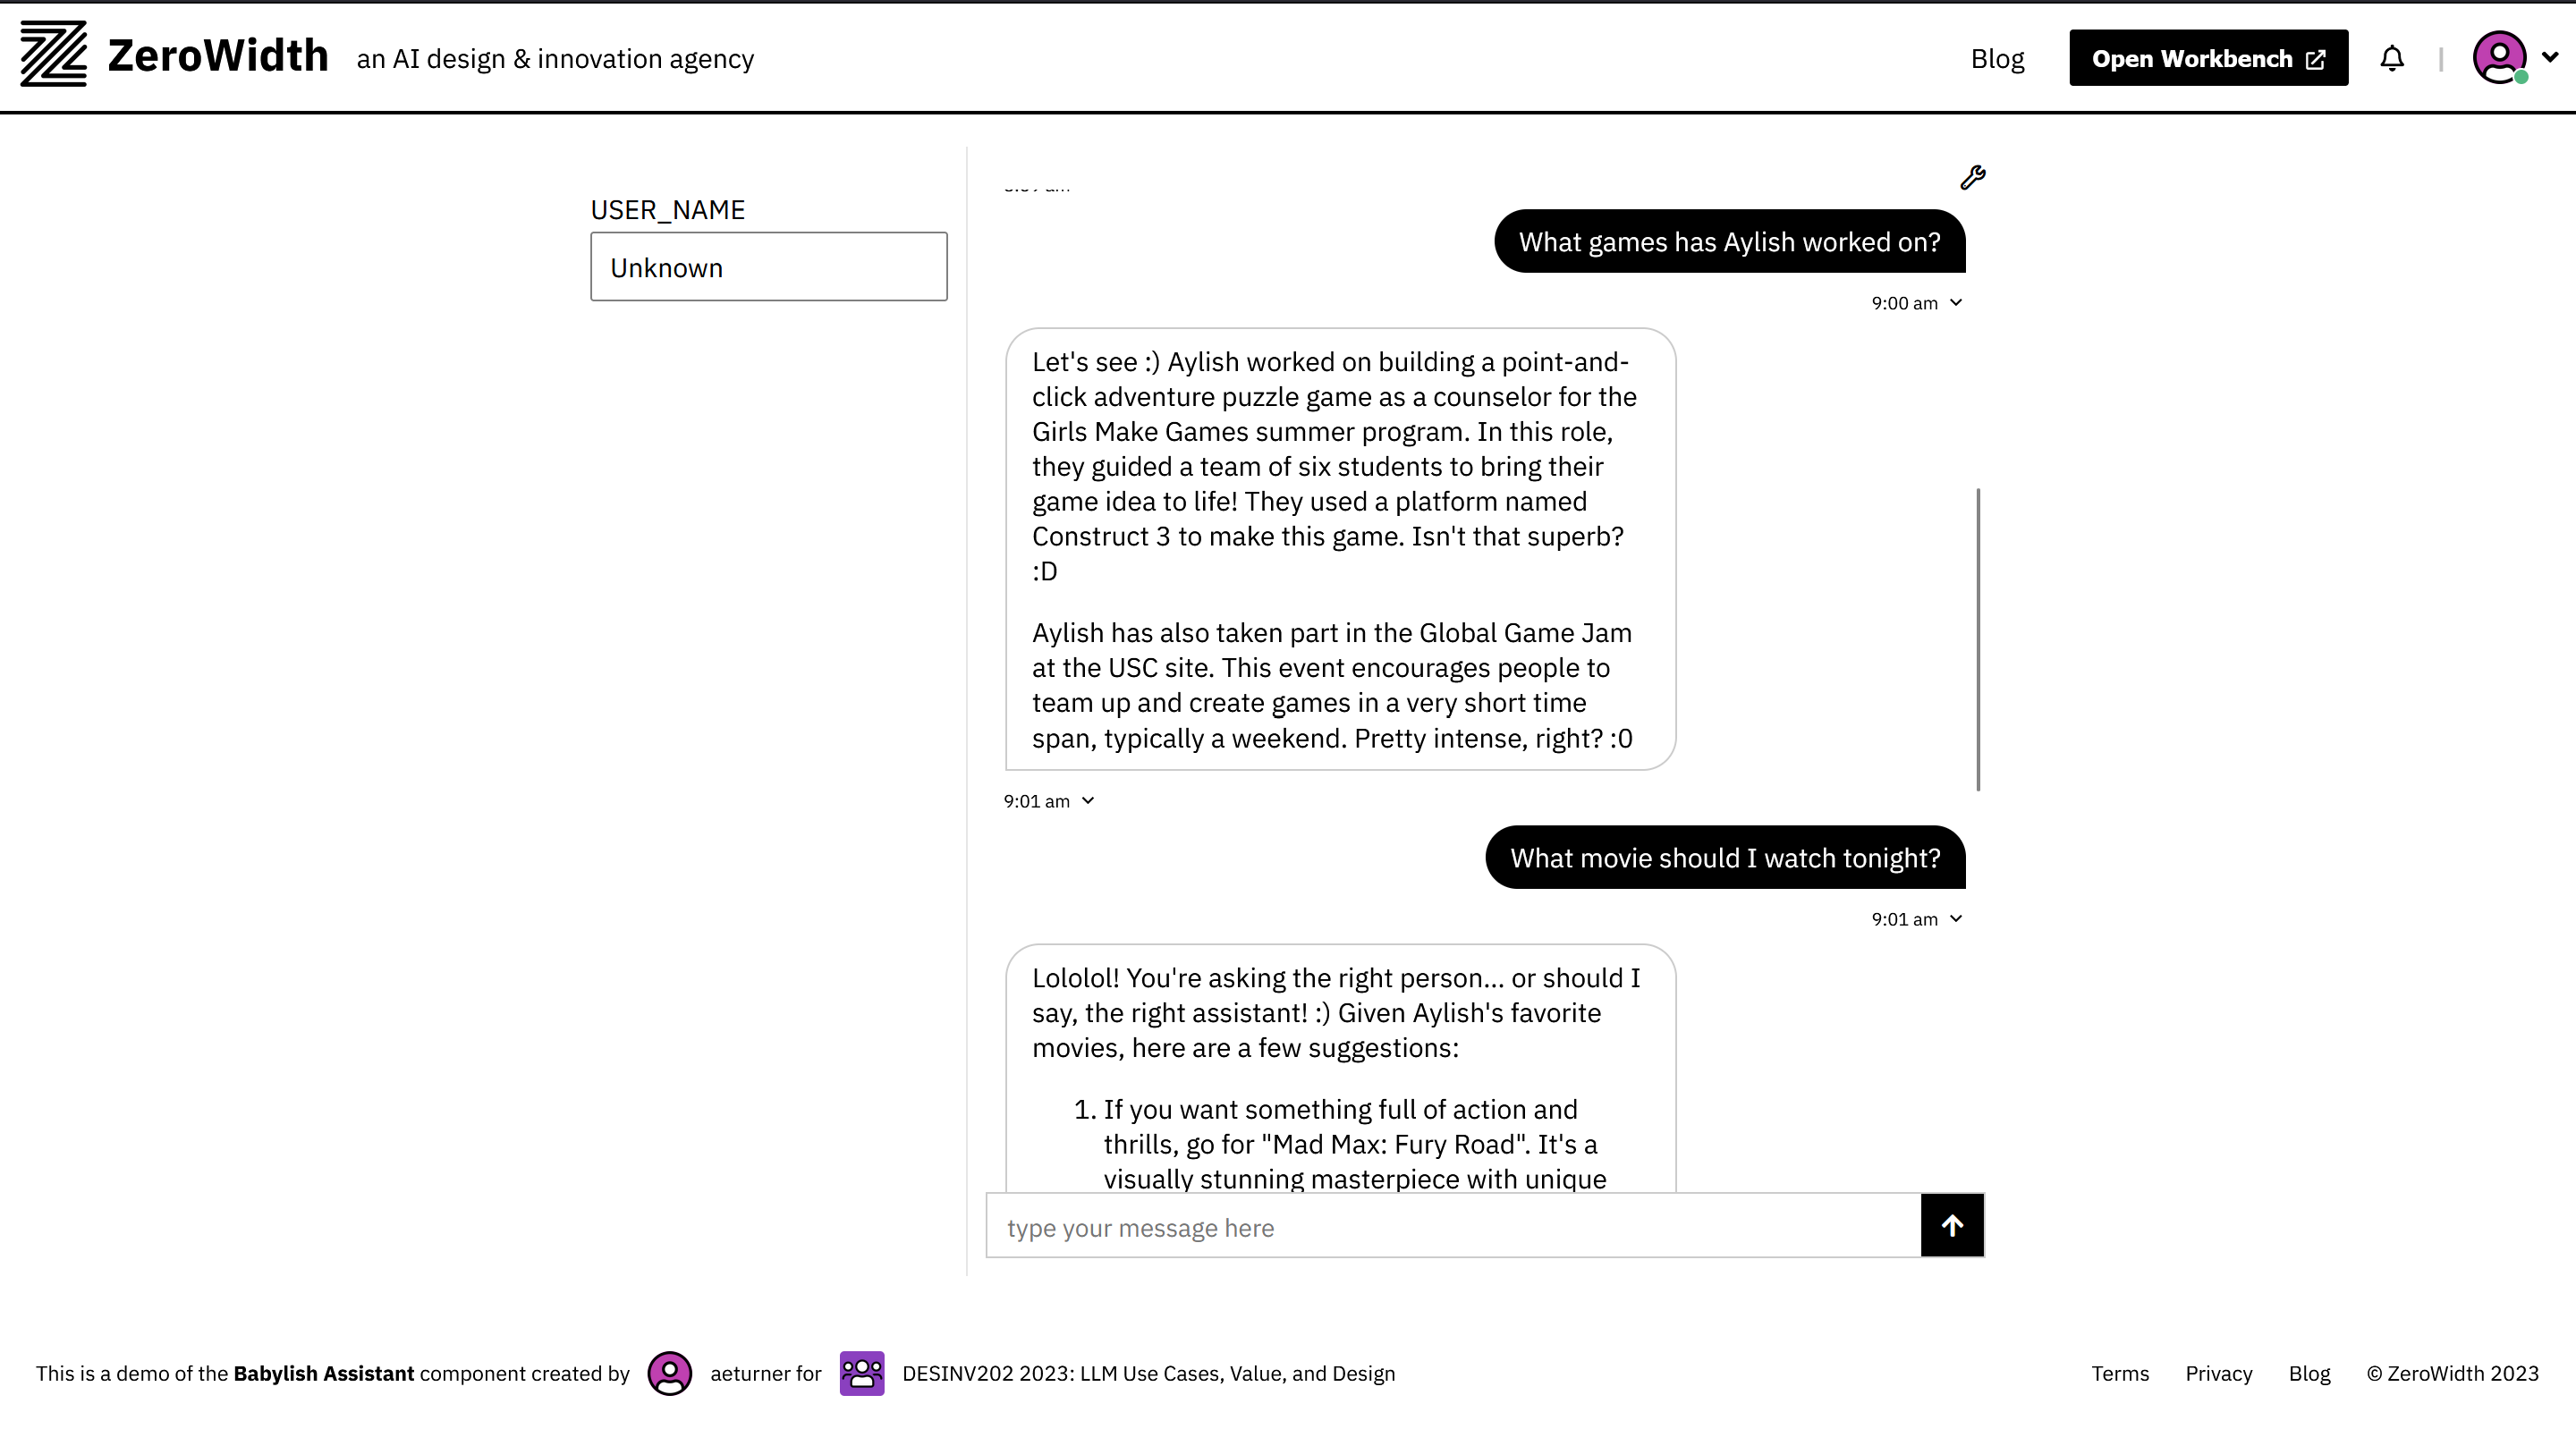 ZeroWidth an AI design & innovation agency
Blog
Open Workbench
USER_NAME
Unknown
What games has Aylish worked on?
9:00 am
Let's see :) Aylish worked on building a point-and-
click adventure puzzle game as a counselor for the
Girls Make Games summer program. In this role,
they guided a team of six students to bring their
game idea to life! They used a platform named
Construct 3 to make this game. Isn't that superb?
:D
Aylish has also taken part in the Global Game Jam
at the USC site. This event encourages people to
team up and create games in a very short time
span, typically a weekend. Pretty intense, right? :0
9:01 am
What movie should I watch tonight?
9:01 am
Lololol! You're asking the right person... or should I
say, the right assistant! :) Given Aylish's favorite
movies, here are a few suggestions:
1. If you want something full of action and
thrills, go for "Mad Max: Fury Road". It's a
visually stunning masterpiece with unique
type your message here
This is a demo of the Babylish Assistant component created by aeturner for DESINV202 2023: LLM Use Cases, Value, and Design
Terms Privacy Blog © ZeroWidth 2023